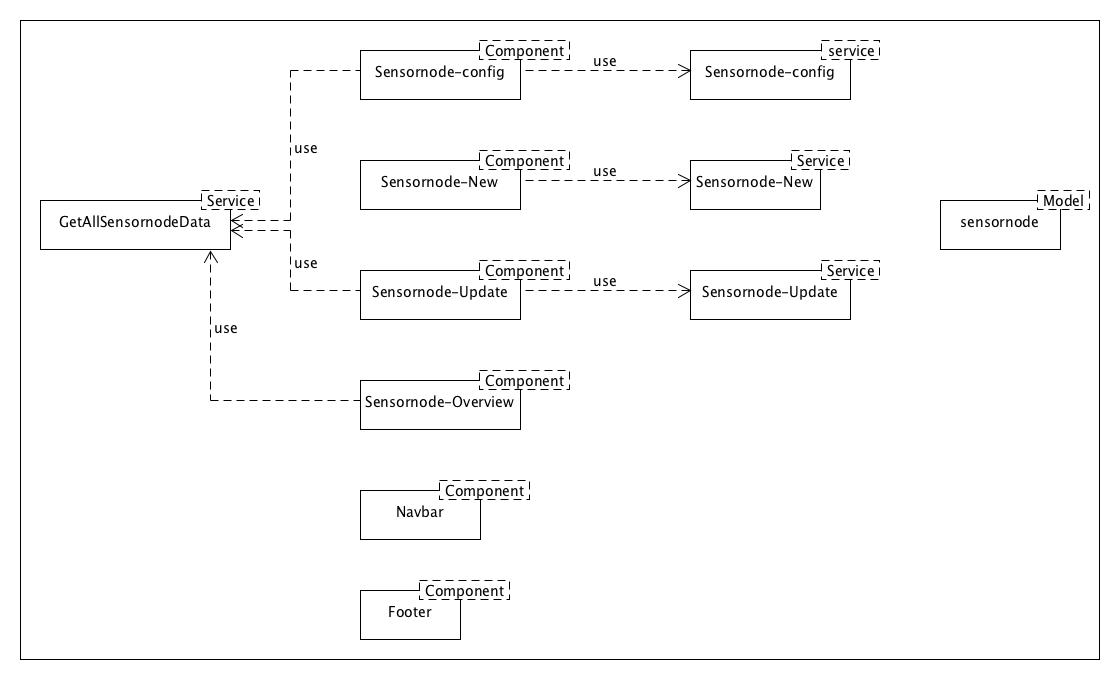 Component
Sensornode-config
use
service
Sensornode-config
use
Component
Sensornode-New
use
Service
Sensornode-New
Service
GetAllSensornodeData
Model
sensornode
use
Component
Sensornode-Update
use
Service
Sensornode-Update
use
Component
Sensornode-Overview
Component
Navbar
Component
Footer